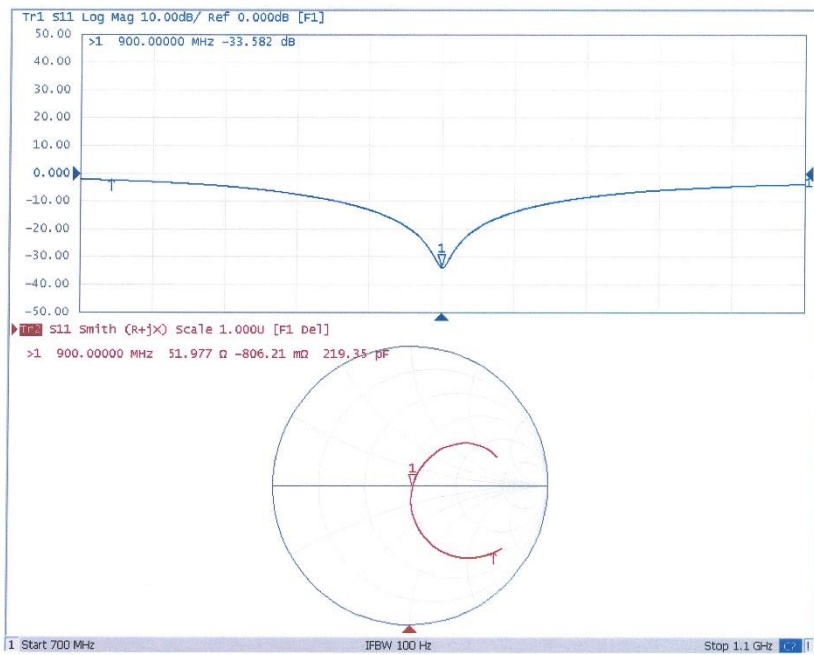 Tr1 S11 Log Mag 10.00dB/ Ref 0.000dB [F1]
50.00
>1 900.00000 MHz -33.582 dB
40.00
30.00
20.00
10.00
0.000
1
-10.00
-20.00
1
-30.00
-40.00
-50.00
Tr2 S11 Smith (R+jX) Scale 1.000U [F1 Del]
>1 900.00000 MHz 51.977 Ω -806.21 mΩ 219.35 pF
1
1 Start 700 MHz IFBW 100 Hz Stop 1.1 GHz C? !